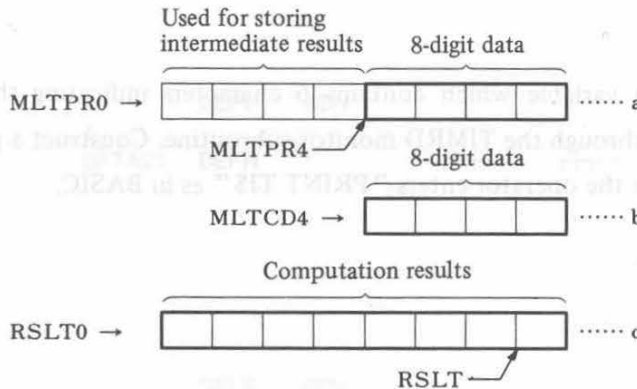 Used for storing
intermediate results
8-digit data
MLTPR0 → ...... a
MLTPR4
8-digit data
MLTCD4 → ...... b
Computation results
RSLT0 → ...... c
RSLT